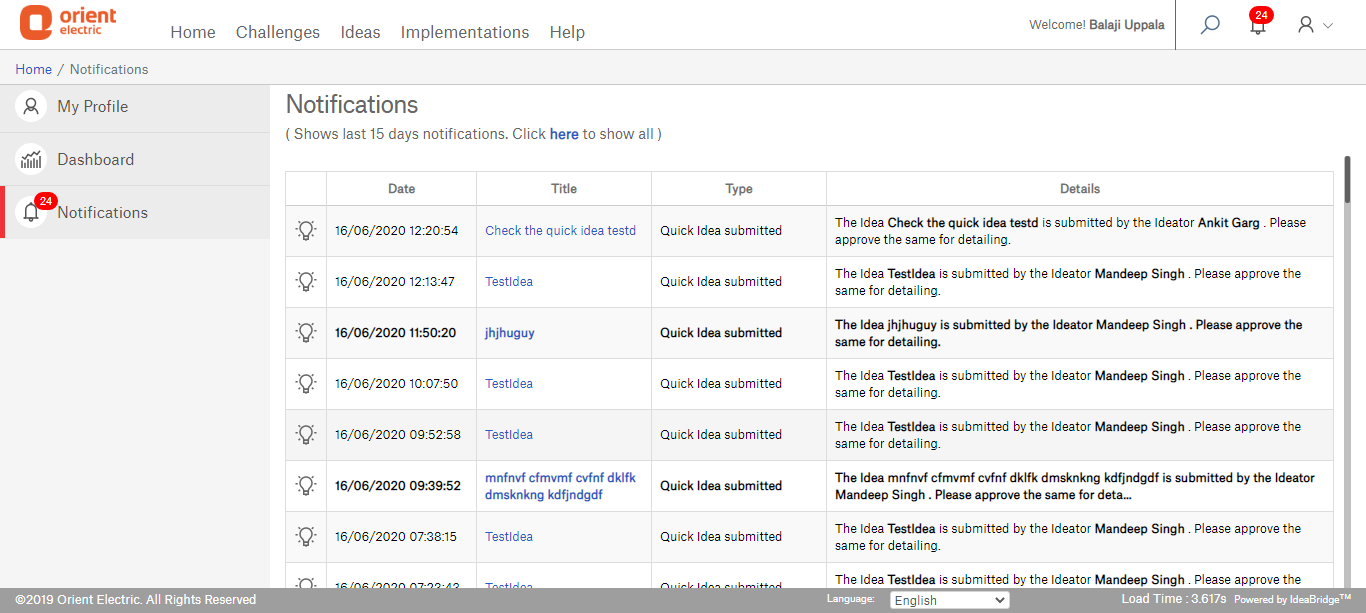 orient
electric
Home Challenges Ideas Implementations Help
Welcome! Balaji Uppala
24
Home / Notifications
My Profile
Dashboard
24
Notifications
Notifications
( Shows last 15 days notifications. Click here to show all )
Date Title Type Details
16/06/2020 12:20:54 Check the quick idea testd Quick Idea submitted The Idea Check the quick idea testd is submitted by the Ideator Ankit Garg . Please
approve the same for detailing.
16/06/2020 12:13:47 TestIdea Quick Idea submitted The Idea TestIdea is submitted by the Ideator Mandeep Singh . Please approve the
same for detailing.
16/06/2020 11:50:20 jhjhuguy Quick Idea submitted The Idea jhjhuguy is submitted by the Ideator Mandeep Singh . Please approve the
same for detailing.
16/06/2020 10:07:50 TestIdea Quick Idea submitted The Idea TestIdea is submitted by the Ideator Mandeep Singh . Please approve the
same for detailing.
16/06/2020 09:52:58 TestIdea Quick Idea submitted The Idea TestIdea is submitted by the Ideator Mandeep Singh . Please approve the
same for detailing.
16/06/2020 09:39:52 mnfnvf cfmvmf cvfnf dklfk Quick Idea submitted The Idea mnfnvf cfmvmf cvfnf dklfk dmsknkng kdfjndgdf is submitted by the Ideator
dmsknkng kdfjndgdf Mandeep Singh . Please approve the same for deta...
16/06/2020 07:38:15 TestIdea Quick Idea submitted The Idea TestIdea is submitted by the Ideator Mandeep Singh . Please approve the
same for detailing.
16/06/2020 07:23:43 TestIdea Quick Idea submitted The Idea TestIdea is submitted by the Ideator Mandeep Singh . Please approve the
©2019 Orient Electric. All Rights Reserved
Language: English
Load Time : 3.617s Powered by IdeaBridge™